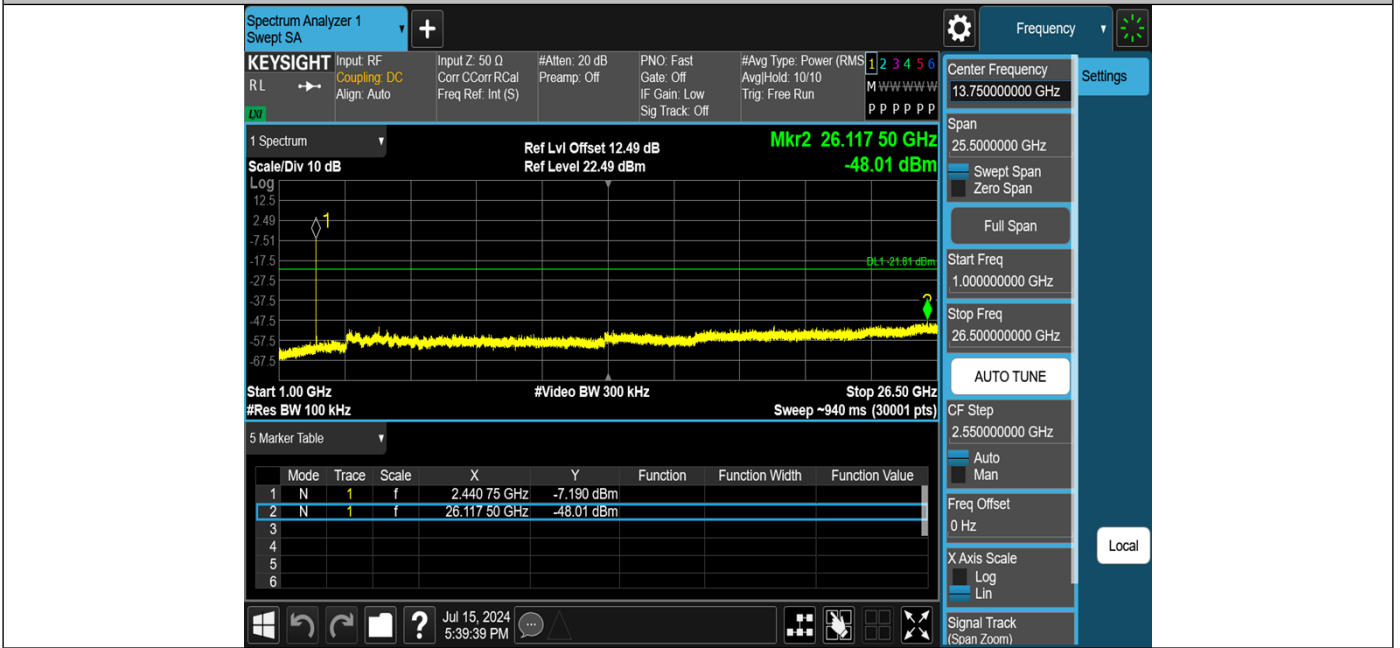 Spectrum Analyzer 1
Swept SA
+
Frequency
KEYSIGHT
RL
LXI
Input: RF
Coupling: DC
Align: Auto
Input Z: 50 Ω
Corr CCorr RCal
Freq Ref: Int (S)
#Atten: 20 dB
Preamp: Off
PNO: Fast
Gate: Off
IF Gain: Low
Sig Track: Off
#Avg Type: Power (RMS
Avg|Hold: 10/10
Trig: Free Run
1 2 3 4 5 6
M W W W W W
P P P P P P
1 Spectrum
Scale/Div 10 dB
Ref Lvl Offset 12.49 dB
Ref Level 22.49 dBm
Mkr2 26.117 50 GHz
-48.01 dBm
Log
12.5
2.49
-7.51
-17.5
-27.5
-37.5
-47.5
-57.5
-67.5
1
DL1 -21.81 dBm
2
Start 1.00 GHz
#Video BW 300 kHz
Stop 26.50 GHz
#Res BW 100 kHz
Sweep ~940 ms (30001 pts)
5 Marker Table
Mode Trace Scale X Y Function Function Width Function Value
1 N 1 f 2.440 75 GHz -7.190 dBm
2 N 1 f 26.117 50 GHz -48.01 dBm
3
4
5
6
?
Jul 15, 2024
5:39:39 PM
Center Frequency
13.750000000 GHz
Settings
Span
25.5000000 GHz
Swept Span
Zero Span
Full Span
Start Freq
1.000000000 GHz
Stop Freq
26.500000000 GHz
AUTO TUNE
CF Step
2.550000000 GHz
Auto
Man
Freq Offset
0 Hz
Local
X Axis Scale
Log
Lin
Signal Track
(Span Zoom)